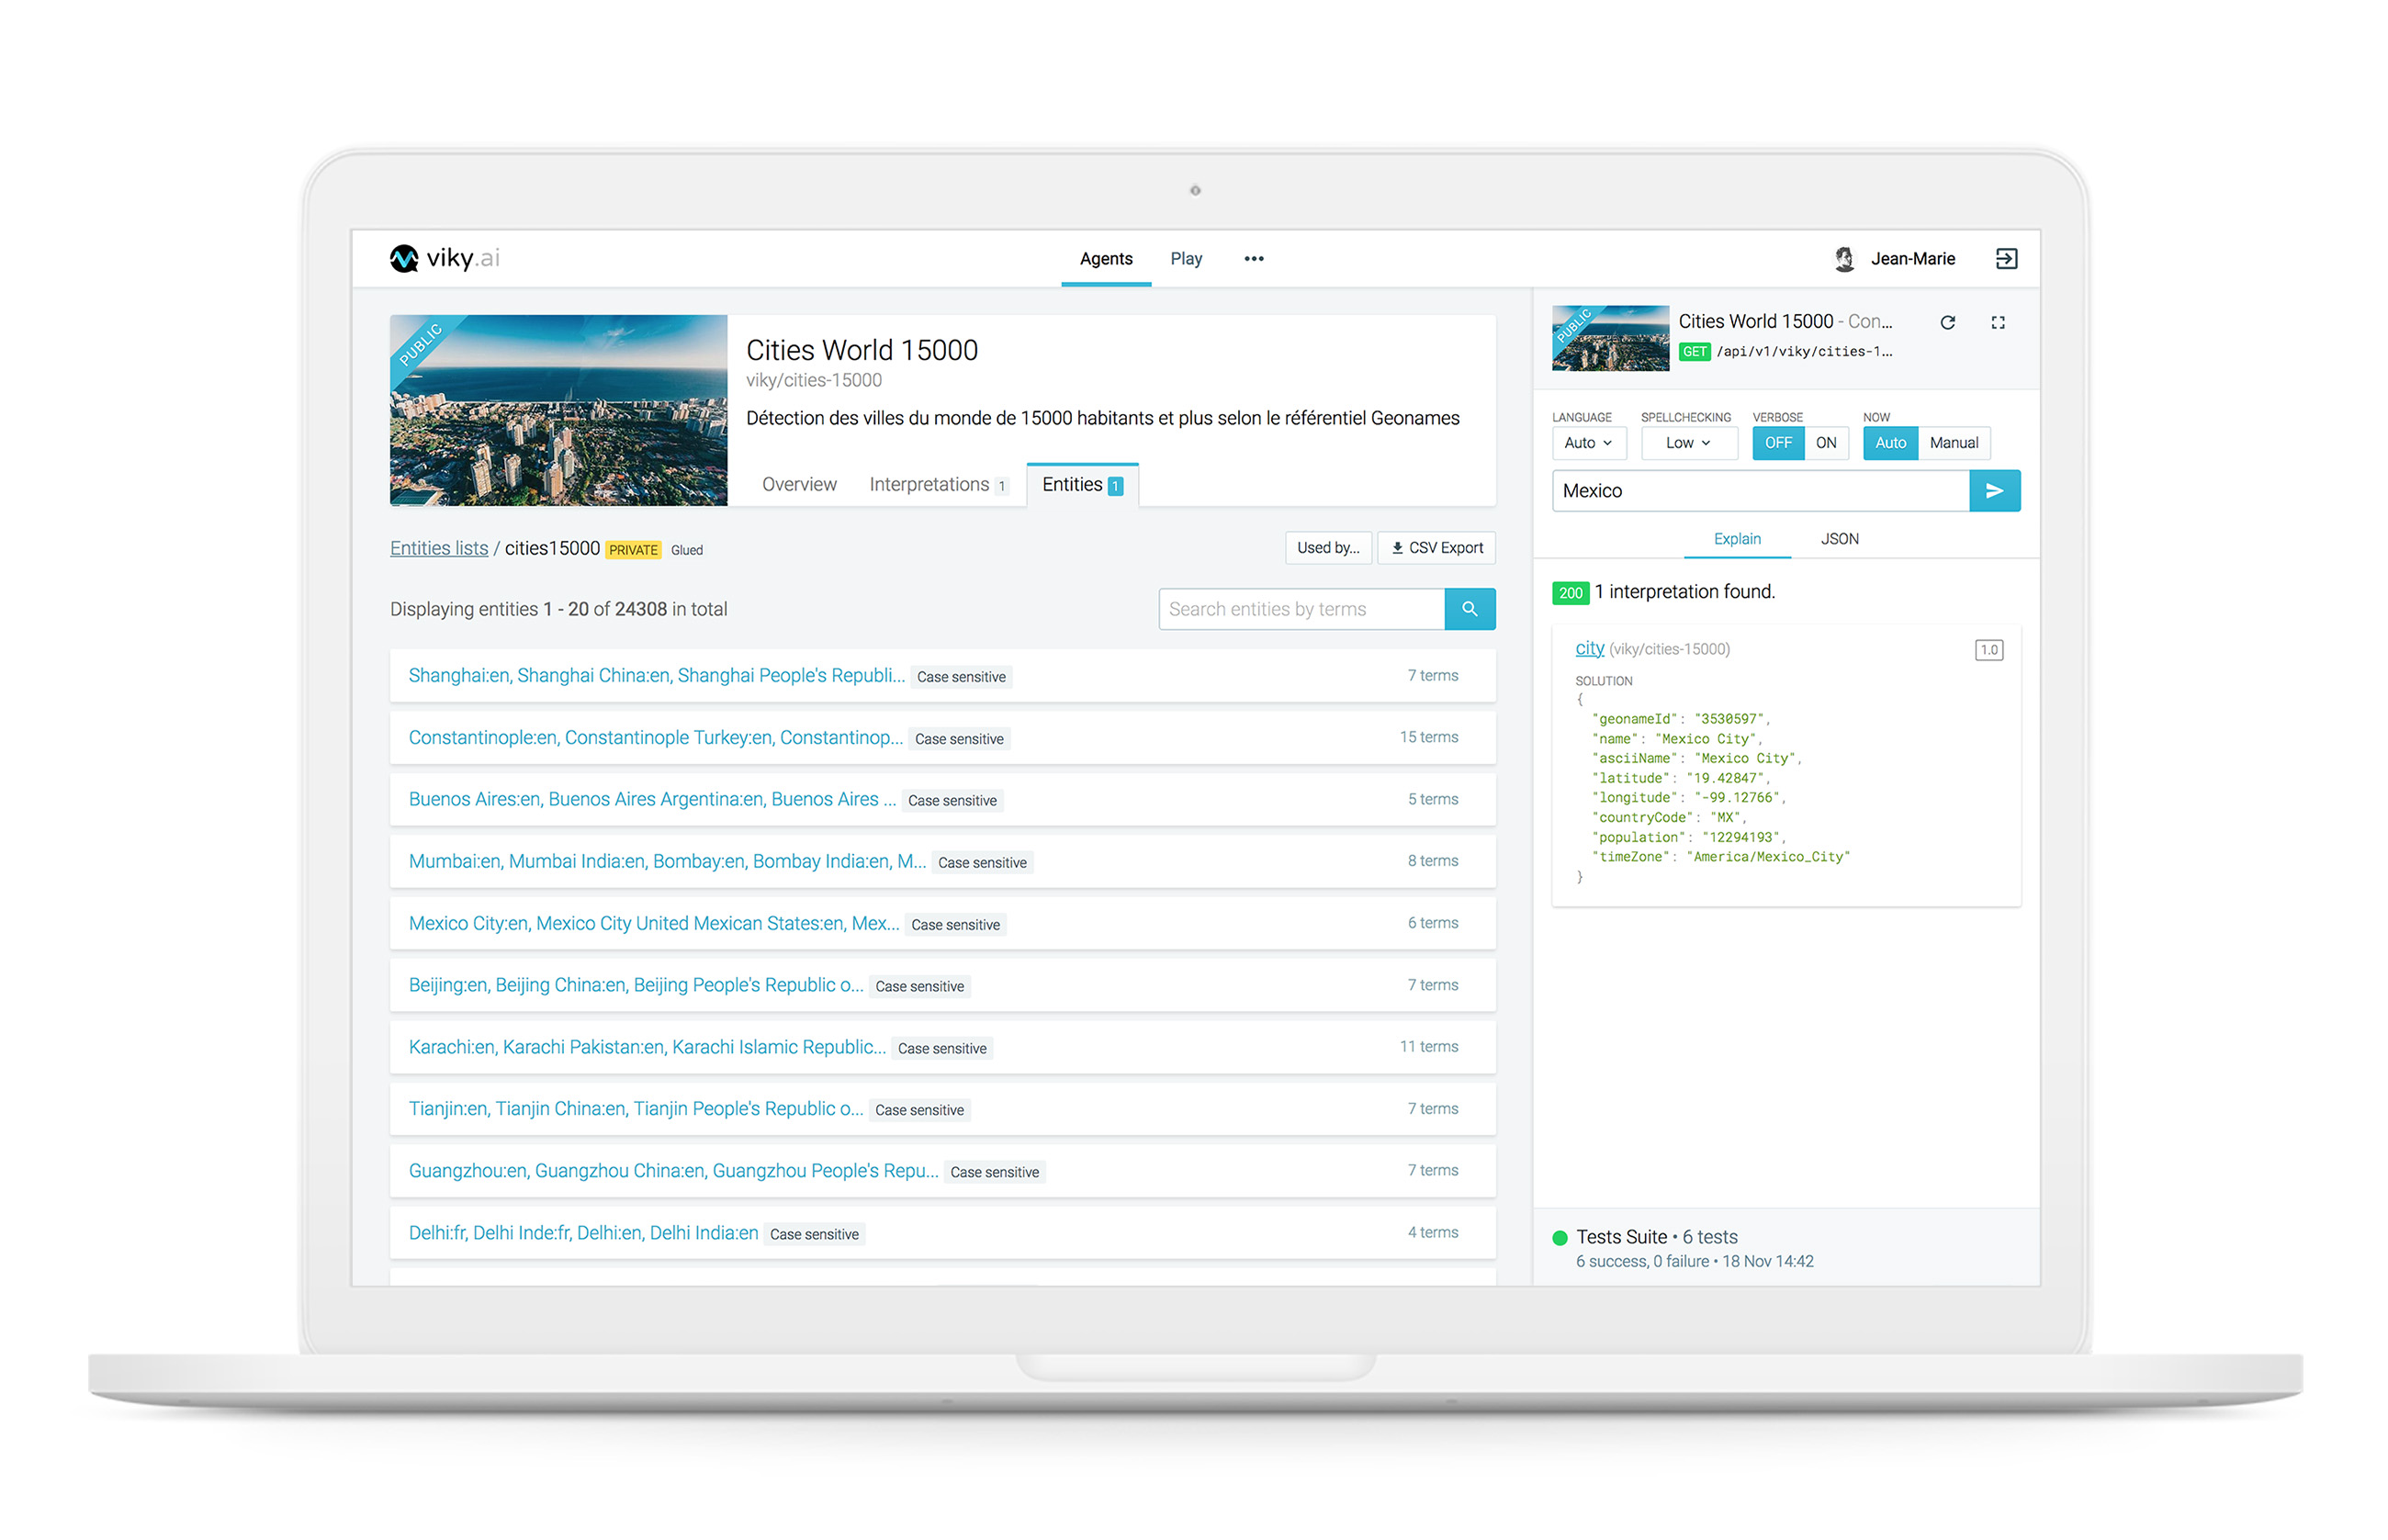 viky.ai
Agents Play •••
Jean-Marie
PUBLIC
Cities World 15000
viky/cities-15000
Détection des villes du monde de 15000 habitants et plus selon le référentiel Geonames
Overview Interpretations 1 Entities 1
Entities lists / cities15000 PRIVATE Glued
Used by... CSV Export
Displaying entities 1 - 20 of 24308 in total
Search entities by terms
Shanghai:en, Shanghai China:en, Shanghai People's Republi... Case sensitive 7 terms
Constantinople:en, Constantinople Turkey:en, Constantinop... Case sensitive 15 terms
Buenos Aires:en, Buenos Aires Argentina:en, Buenos Aires ... Case sensitive 5 terms
Mumbai:en, Mumbai India:en, Bombay:en, Bombay India:en, M... Case sensitive 8 terms
Mexico City:en, Mexico City United Mexican States:en, Mex... Case sensitive 6 terms
Beijing:en, Beijing China:en, Beijing People's Republic o... Case sensitive 7 terms
Karachi:en, Karachi Pakistan:en, Karachi Islamic Republic... Case sensitive 11 terms
Tianjin:en, Tianjin China:en, Tianjin People's Republic o... Case sensitive 7 terms
Guangzhou:en, Guangzhou China:en, Guangzhou People's Repu... Case sensitive 7 terms
Delhi:fr, Delhi Inde:fr, Delhi:en, Delhi India:en Case sensitive 4 terms
PUBLIC
Cities World 15000 - Con...
GET /api/v1/viky/cities-1...
LANGUAGE SPELLCHECKING VERBOSE NOW
Auto Low OFF ON Auto Manual
Mexico
Explain JSON
200 1 interpretation found.
city (viky/cities-15000) 1.0
SOLUTION
{
"geonameId": "3530597",
"name": "Mexico City",
"asciiName": "Mexico City",
"latitude": "19.42847",
"longitude": "-99.12766",
"countryCode": "MX",
"population": "12294193",
"timeZone": "America/Mexico_City"
}
Tests Suite • 6 tests
6 success, 0 failure • 18 Nov 14:42